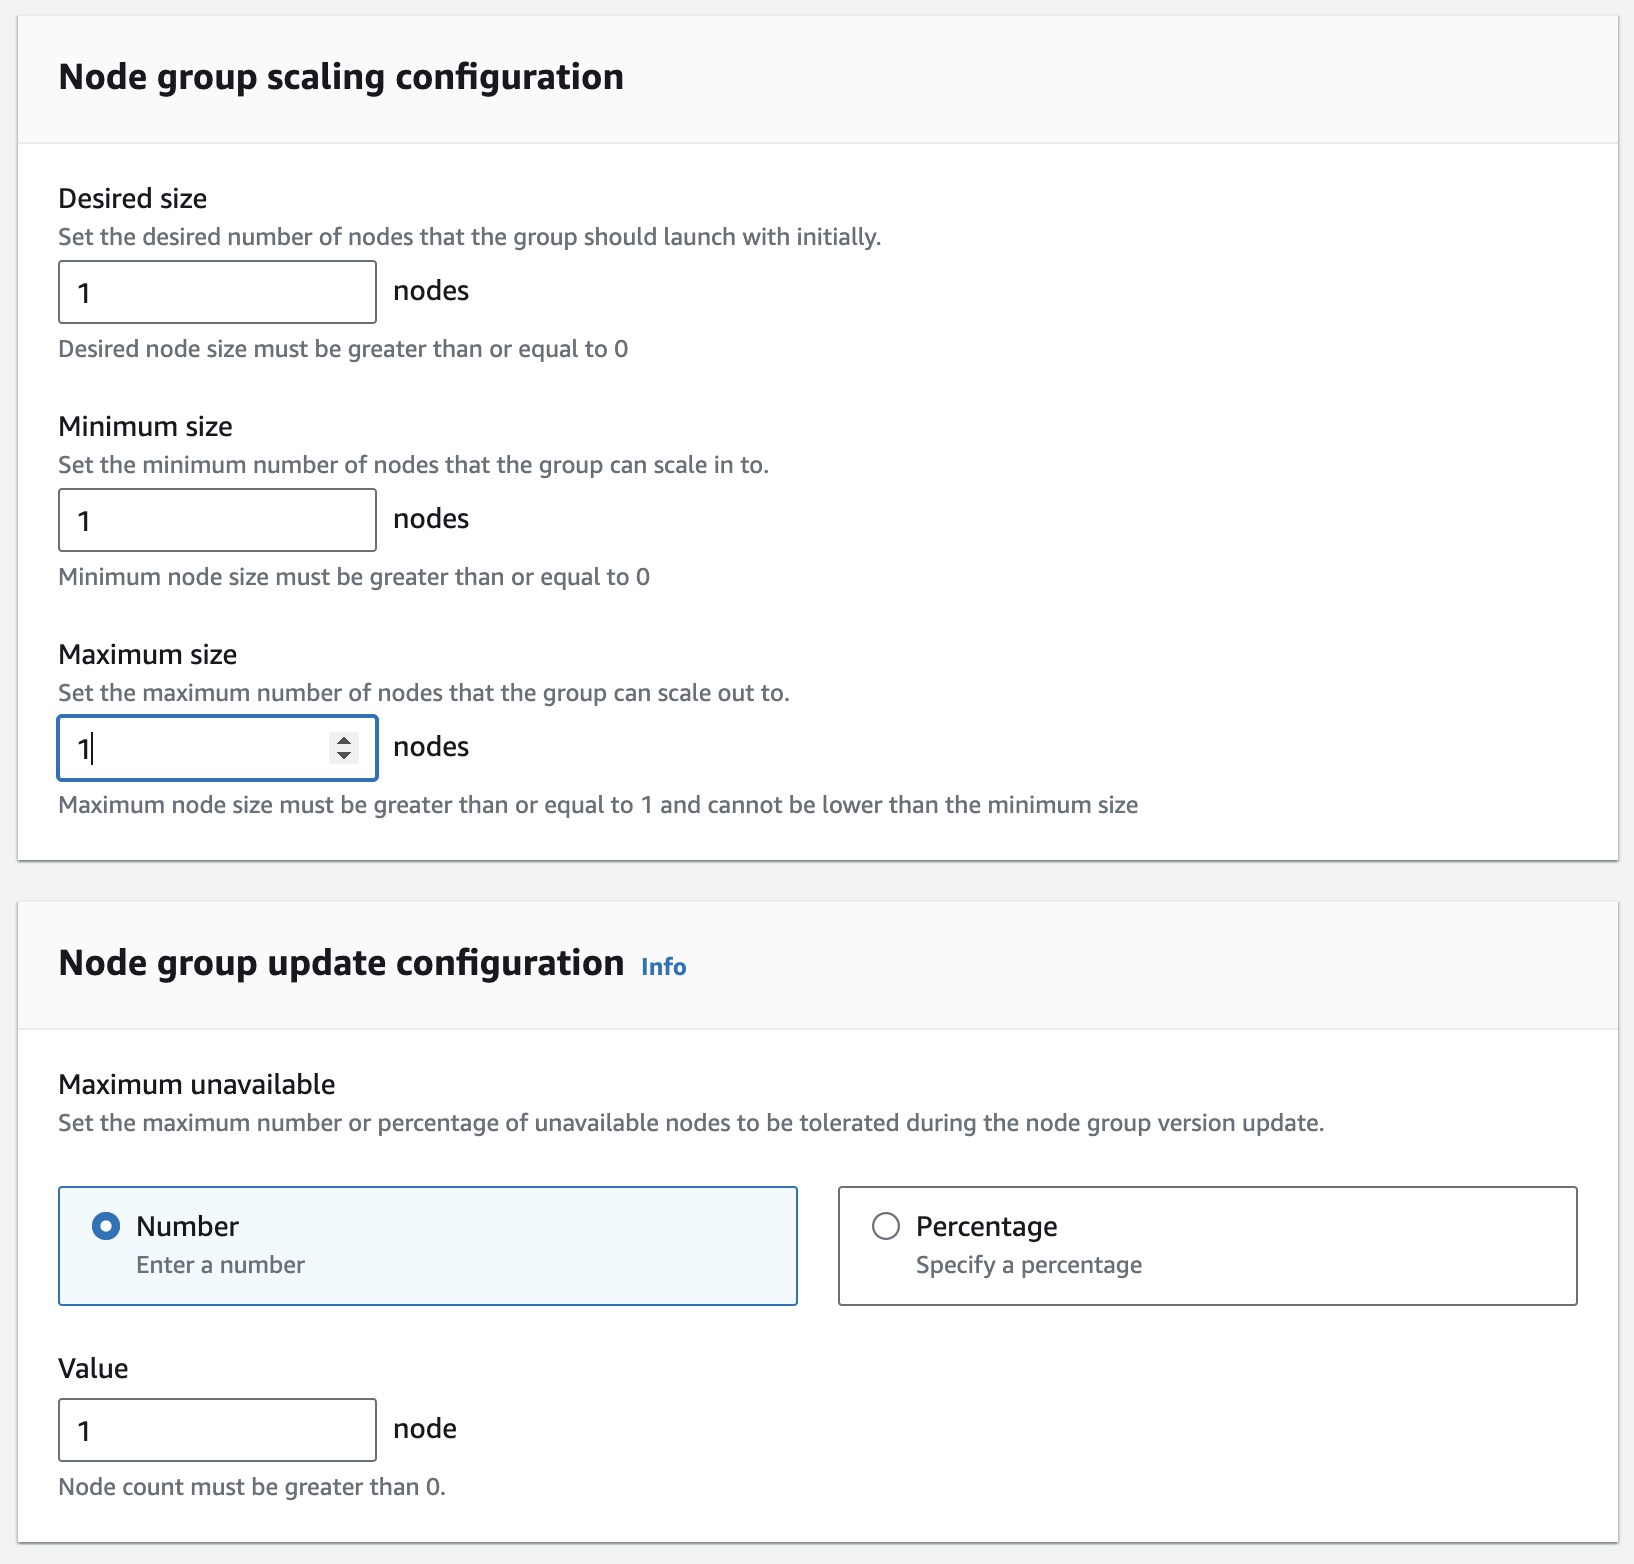 Node group scaling configuration
Desired size
Set the desired number of nodes that the group should launch with initially.
1 nodes
Desired node size must be greater than or equal to 0
Minimum size
Set the minimum number of nodes that the group can scale in to.
1 nodes
Minimum node size must be greater than or equal to 0
Maximum size
Set the maximum number of nodes that the group can scale out to.
1 nodes
Maximum node size must be greater than or equal to 1 and cannot be lower than the minimum size
Node group update configuration Info
Maximum unavailable
Set the maximum number or percentage of unavailable nodes to be tolerated during the node group version update.
Number
Enter a number
Percentage
Specify a percentage
Value
1 node
Node count must be greater than 0.